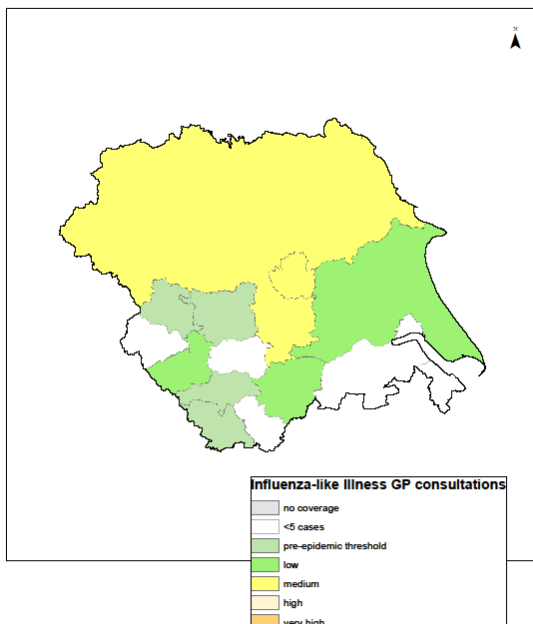 N
Influenza-like Illness GP consultations
no coverage
<5 cases
pre-epidemic threshold
low
medium
high
very high